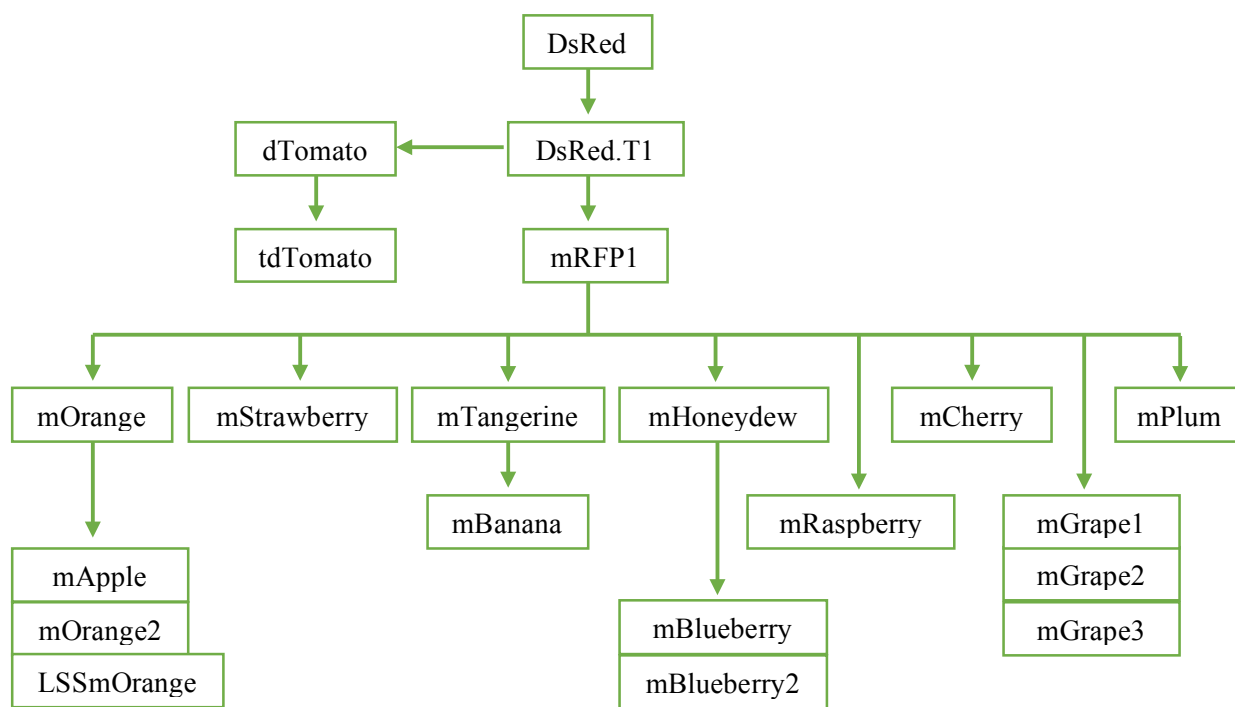 DsRed
dTomato
DsRed.T1
tdTomato
mRFP1
mOrange
mStrawberry
mTangerine
mHoneydew
mCherry
mPlum
mBanana
mRaspberry
mGrape1
mApple
mGrape2
mOrange2
mBlueberry
mGrape3
LSSmOrange
mBlueberry2